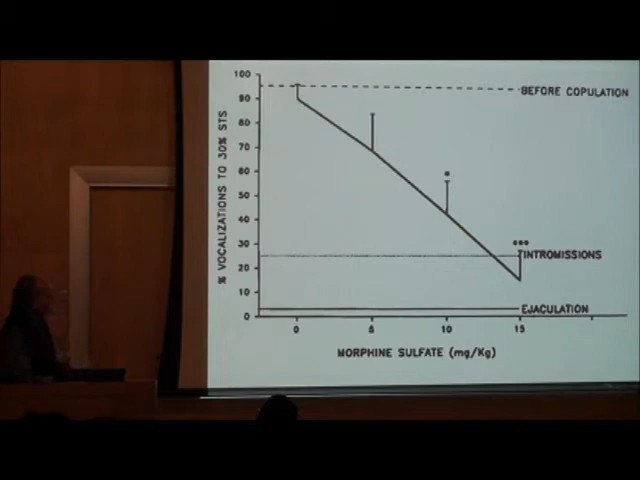 100
90
80
70
60
50
40
30
20
10
0
% VOCALIZATIONS TO 30% STS
BEFORE COPULATION
INTROMISSIONS
EJACULATION
0 5 10 15
MORPHINE SULFATE (mg/Kg)